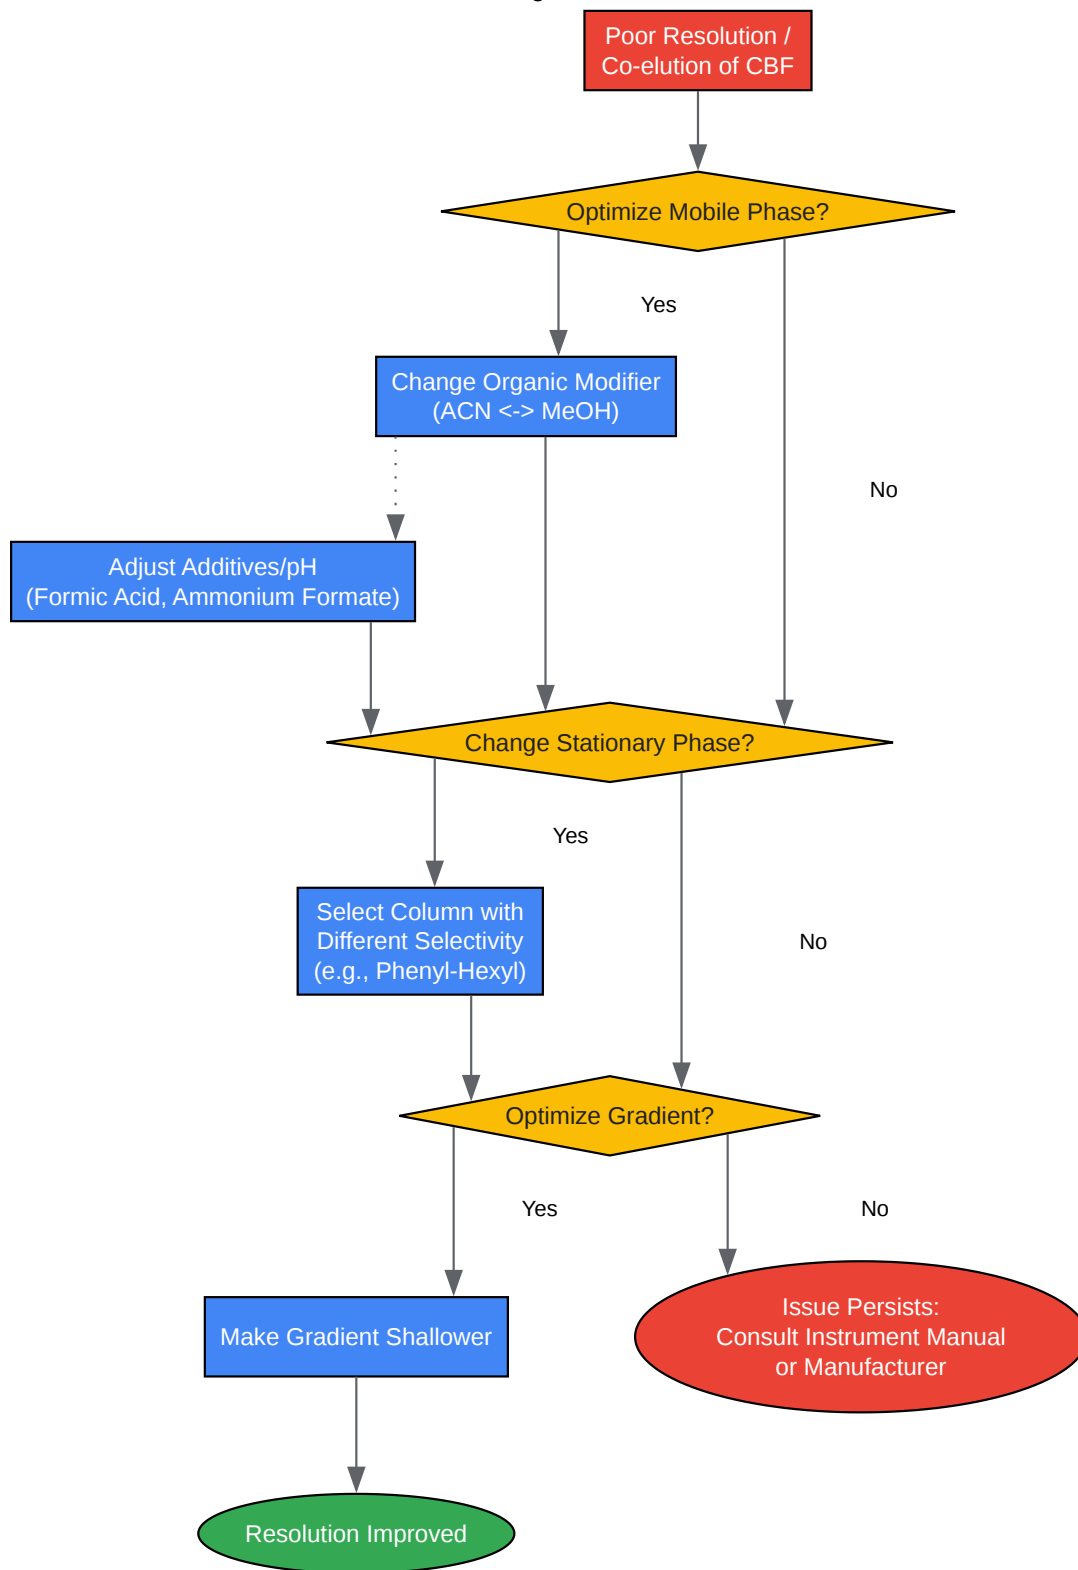 Poor Resolution /
Co-elution of CBF
Optimize Mobile Phase?
Yes
Change Organic Modifier
(ACN <-> MeOH)
No
Adjust Additives/pH
(Formic Acid, Ammonium Formate)
Change Stationary Phase?
Yes
Select Column with
Different Selectivity
(e.g., Phenyl-Hexyl)
No
Optimize Gradient?
Yes
No
Make Gradient Shallower
Issue Persists:
Consult Instrument Manual
or Manufacturer
Resolution Improved